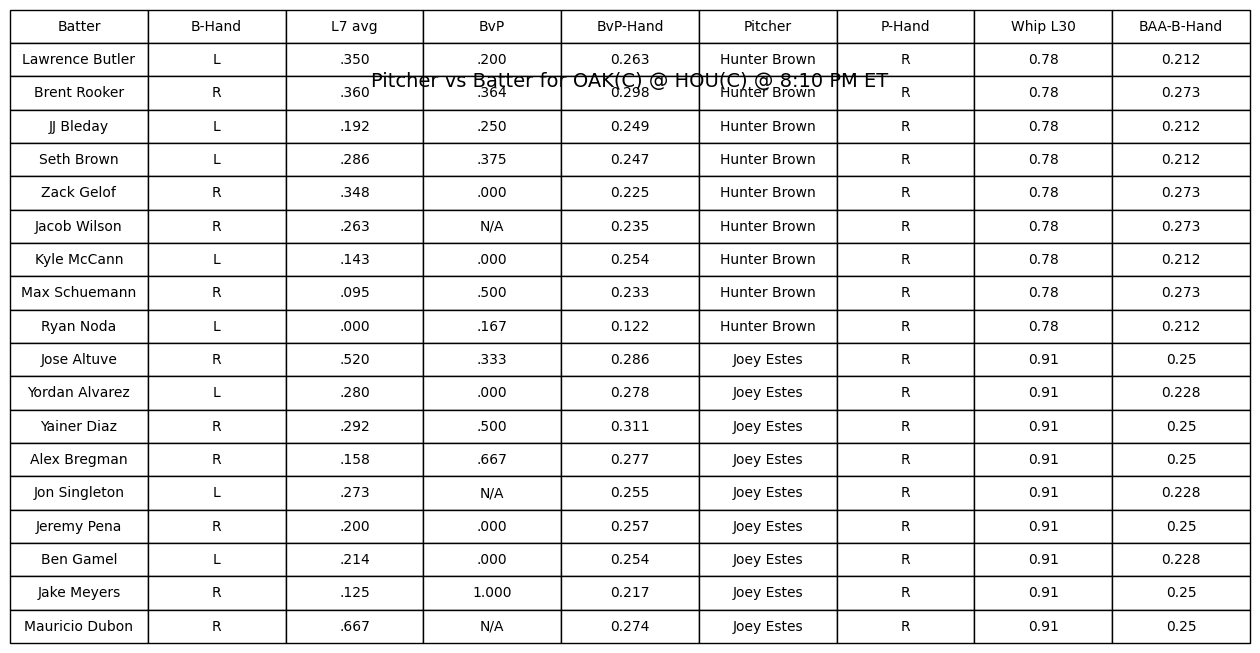 Batter B-Hand L7 avg BvP BvP-Hand Pitcher P-Hand Whip L30 BAA-B-Hand
Lawrence Butler L .350 .200 0.263 Hunter Brown R 0.78 0.212
Pitcher vs Batter for OAK(C) @ HOU(C) @ 8:10 PM ET
Brent Rooker R .360 .364 0.298 Hunter Brown R 0.78 0.273
JJ Bleday L .192 .250 0.249 Hunter Brown R 0.78 0.212
Seth Brown L .286 .375 0.247 Hunter Brown R 0.78 0.212
Zack Gelof R .348 .000 0.225 Hunter Brown R 0.78 0.273
Jacob Wilson R .263 N/A 0.235 Hunter Brown R 0.78 0.273
Kyle McCann L .143 .000 0.254 Hunter Brown R 0.78 0.212
Max Schuemann R .095 .500 0.233 Hunter Brown R 0.78 0.273
Ryan Noda L .000 .167 0.122 Hunter Brown R 0.78 0.212
Jose Altuve R .520 .333 0.286 Joey Estes R 0.91 0.25
Yordan Alvarez L .280 .000 0.278 Joey Estes R 0.91 0.228
Yainer Diaz R .292 .500 0.311 Joey Estes R 0.91 0.25
Alex Bregman R .158 .667 0.277 Joey Estes R 0.91 0.25
Jon Singleton L .273 N/A 0.255 Joey Estes R 0.91 0.228
Jeremy Pena R .200 .000 0.257 Joey Estes R 0.91 0.25
Ben Gamel L .214 .000 0.254 Joey Estes R 0.91 0.228
Jake Meyers R .125 1.000 0.217 Joey Estes R 0.91 0.25
Mauricio Dubon R .667 N/A 0.274 Joey Estes R 0.91 0.25